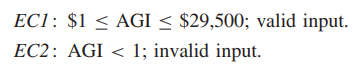 EC1: $1 ≤ AGI ≤ $29,500; valid input.
EC2: AGI < 1; invalid input.